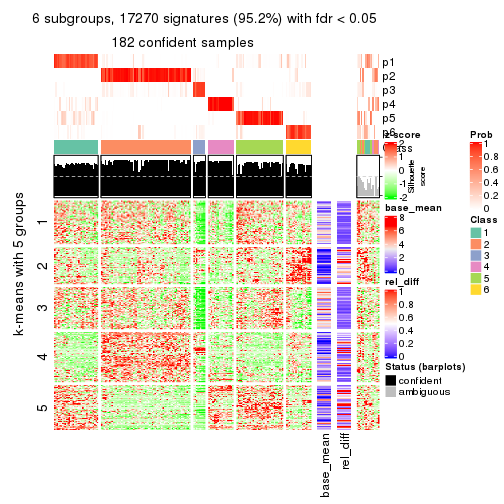 6 subgroups, 17270 signatures (95.2%) with fdr < 0.05
182 confident samples
p1
p2
p3
p4
p5
p6
z-score
2
1
0
-1
-2
Class
Silhouette
score
Prob
1
0.8
0.6
0.4
0.2
0
base_mean
8
6
4
2
0
Class
1
2
3
4
5
6
rel_diff
1
0.8
0.6
0.4
0.2
0
Status (barplots)
confident
ambiguous
k-means with 5 groups
1
2
3
4
5
base_mean
rel_diff